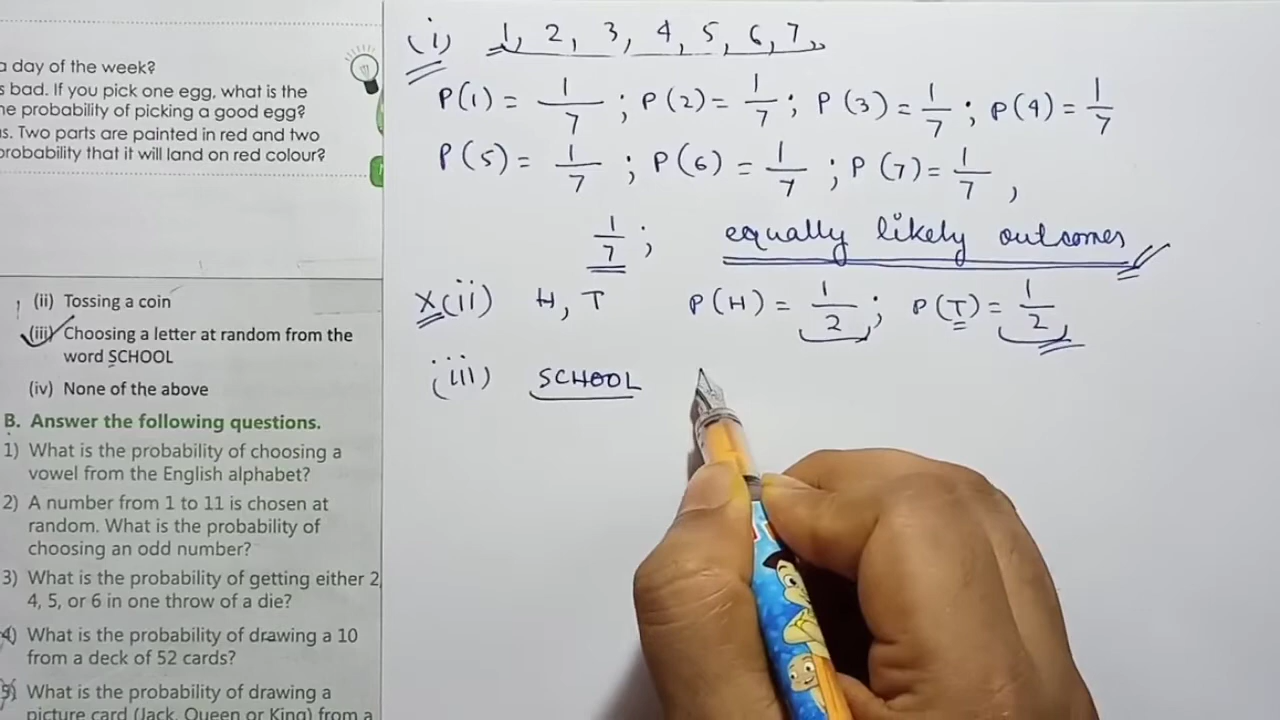 a day of the week?
s bad. If you pick one egg, what is the
ne probability of picking a good egg?
s. Two parts are painted in red and two
probability that it will land on red colour?
(ii) Tossing a coin
(iii) Choosing a letter at random from the
word SCHOOL
(iv) None of the above
B. Answer the following questions.
1) What is the probability of choosing a
vowel from the English alphabet?
2) A number from 1 to 11 is chosen at
random. What is the probability of
choosing an odd number?
3) What is the probability of getting either 2,
4, 5, or 6 in one throw of a die?
4) What is the probability of drawing a 10
from a deck of 52 cards?
5) What is the probability of drawing a
picture card (Jack, Queen or King) from a
(i) 1, 2, 3, 4, 5, 6, 7,
P(1) = 1/7 ; P(2) = 1/7 ; P(3) = 1/7 ; P(4) = 1/7
P(5) = 1/7 ; P(6) = 1/7 ; P(7) = 1/7 ,
1/7 ; equally likely outcomes
X(ii) H, T P(H) = 1/2 ; P(T) = 1/2
(iii) SCHOOL